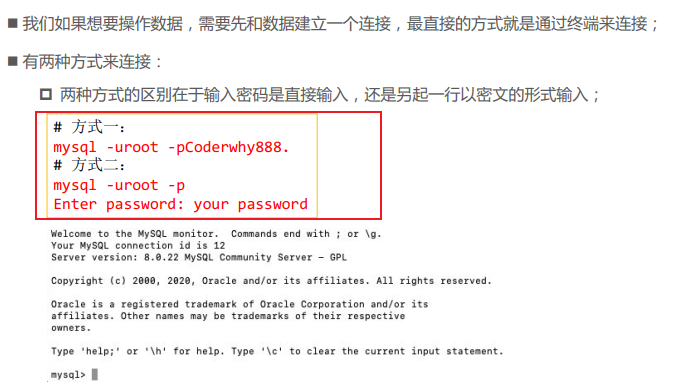 我们如果想要操作数据，需要先和数据建立一个连接，最直接的方式就是通过终端来连接；
有两种方式来连接：
两种方式的区别在于输入密码是直接输入，还是另起一行以密文的形式输入；
# 方式一：
mysql -uroot -pCoderwhy888.
# 方式二：
mysql -uroot -p
Enter password: your password
Welcome to the MySQL monitor.  Commands end with ; or \g.
Your MySQL connection id is 12
Server version: 8.0.22 MySQL Community Server - GPL
Copyright (c) 2000, 2020, Oracle and/or its affiliates. All rights reserved.
Oracle is a registered trademark of Oracle Corporation and/or its
affiliates. Other names may be trademarks of their respective
owners.
Type 'help;' or '\h' for help. Type '\c' to clear the current input statement.
mysql>